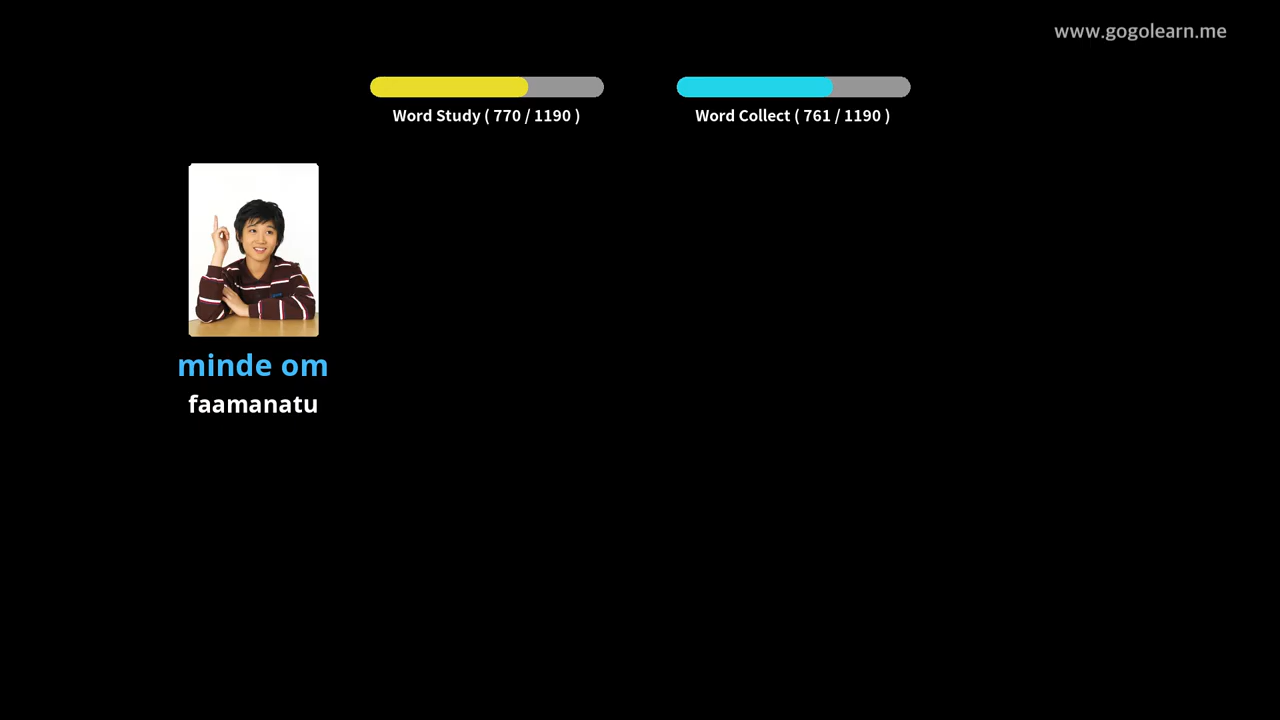 www.gogolearn.me
Word Study ( 770 / 1190 )
Word Collect ( 761 / 1190 )
minde om
faamanatu